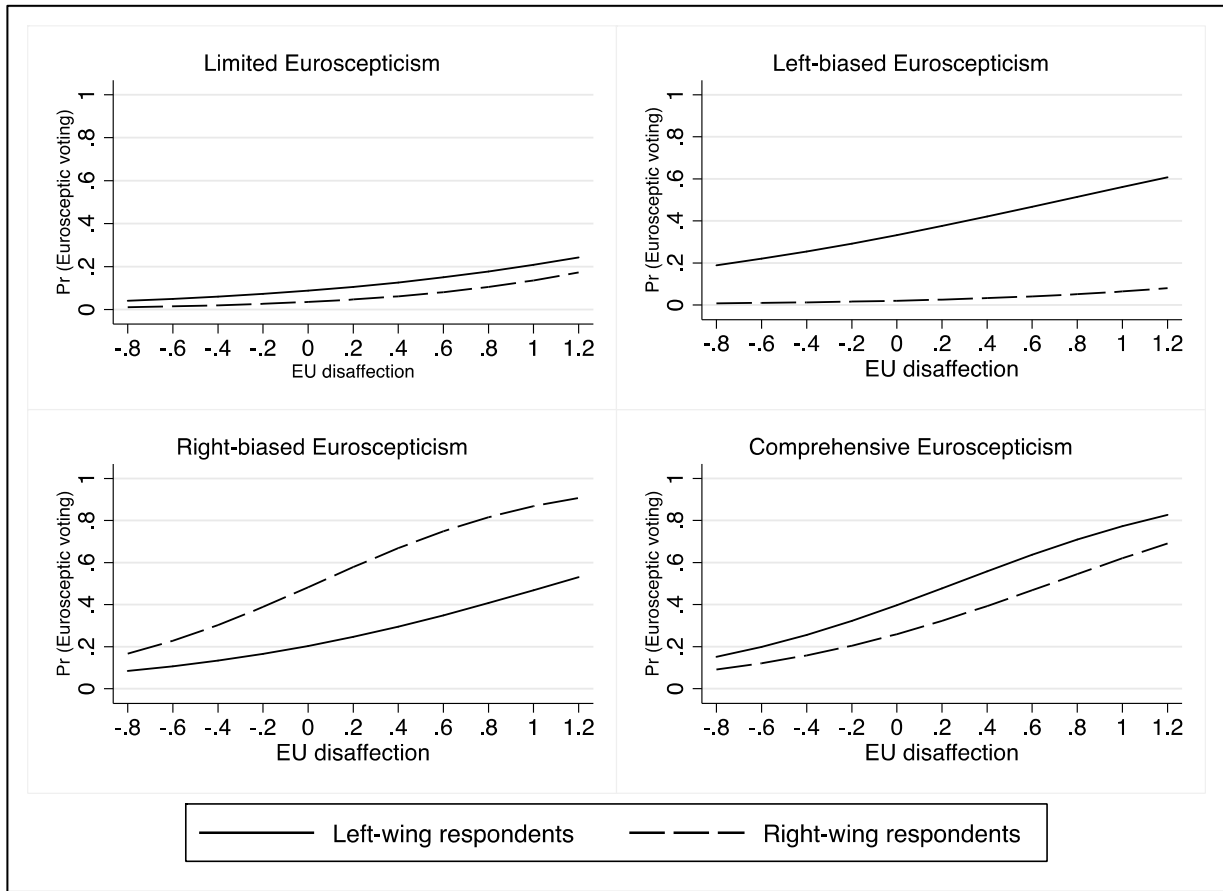 Limited Euroscepticism
Pr (Eurosceptic voting)
1
.8
.6
.4
.2
0
-.8 -.6 -.4 -.2 0 .2 .4 .6 .8 1 1.2
EU disaffection
Left-biased Euroscepticism
Pr (Eurosceptic voting)
1
.8
.6
.4
.2
0
-.8 -.6 -.4 -.2 0 .2 .4 .6 .8 1 1.2
EU disaffection
Right-biased Euroscepticism
Pr (Eurosceptic voting)
1
.8
.6
.4
.2
0
-.8 -.6 -.4 -.2 0 .2 .4 .6 .8 1 1.2
EU disaffection
Comprehensive Euroscepticism
Pr (Eurosceptic voting)
1
.8
.6
.4
.2
0
-.8 -.6 -.4 -.2 0 .2 .4 .6 .8 1 1.2
EU disaffection
Left-wing respondents Right-wing respondents